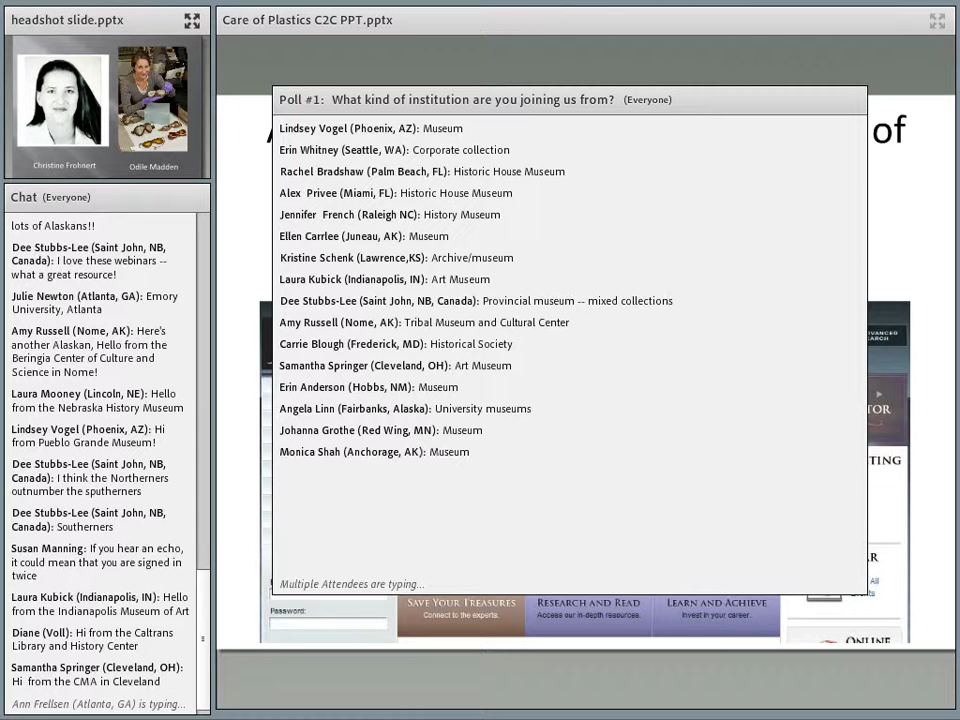 headshot slide.pptx
Christine Frohnert
Odile Madden
Chat (Everyone)
lots of Alaskans!!
Dee Stubbs-Lee (Saint John, NB,
Canada): I love these webinars --
what a great resource!
Julie Newton (Atlanta, GA): Emory
University, Atlanta
Amy Russell (Nome, AK): Here's
another Alaskan, Hello from the
Beringia Center of Culture and
Science in Nome!
Laura Mooney (Lincoln, NE): Hello
from the Nebraska History Museum
Lindsey Vogel (Phoenix, AZ): Hi
from Pueblo Grande Museum!
Dee Stubbs-Lee (Saint John, NB,
Canada): I think the Northerners
outnumber the sputherners
Dee Stubbs-Lee (Saint John, NB,
Canada): Southerners
Susan Manning: If you hear an echo,
it could mean that you are signed in
twice
Laura Kubick (Indianapolis, IN): Hello
from the Indianapolis Museum of Art
Diane (Voll): Hi from the Caltrans
Library and History Center
Samantha Springer (Cleveland, OH):
Hi from the CMA in Cleveland
Ann Frellsen (Atlanta, GA) is typing...
Care of Plastics C2C PPT.pptx
of
Poll #1: What kind of institution are you joining us from? (Everyone)
Lindsey Vogel (Phoenix, AZ): Museum
Erin Whitney (Seattle, WA): Corporate collection
Rachel Bradshaw (Palm Beach, FL): Historic House Museum
Alex Privee (Miami, FL): Historic House Museum
Jennifer French (Raleigh NC): History Museum
Ellen Carrlee (Juneau, AK): Museum
Kristine Schenk (Lawrence,KS): Archive/museum
Laura Kubick (Indianapolis, IN): Art Museum
Dee Stubbs-Lee (Saint John, NB, Canada): Provincial museum -- mixed collections
Amy Russell (Nome, AK): Tribal Museum and Cultural Center
Carrie Blough (Frederick, MD): Historical Society
Samantha Springer (Cleveland, OH): Art Museum
Erin Anderson (Hobbs, NM): Museum
Angela Linn (Fairbanks, Alaska): University museums
Johanna Grothe (Red Wing, MN): Museum
Monica Shah (Anchorage, AK): Museum
Multiple Attendees are typing...
Password:
SAVE YOUR TREASURES
Connect to the experts.
RESEARCH AND READ
Access our in-depth resources.
LEARN AND ACHIEVE
Invest in your career.
All
ONLINE